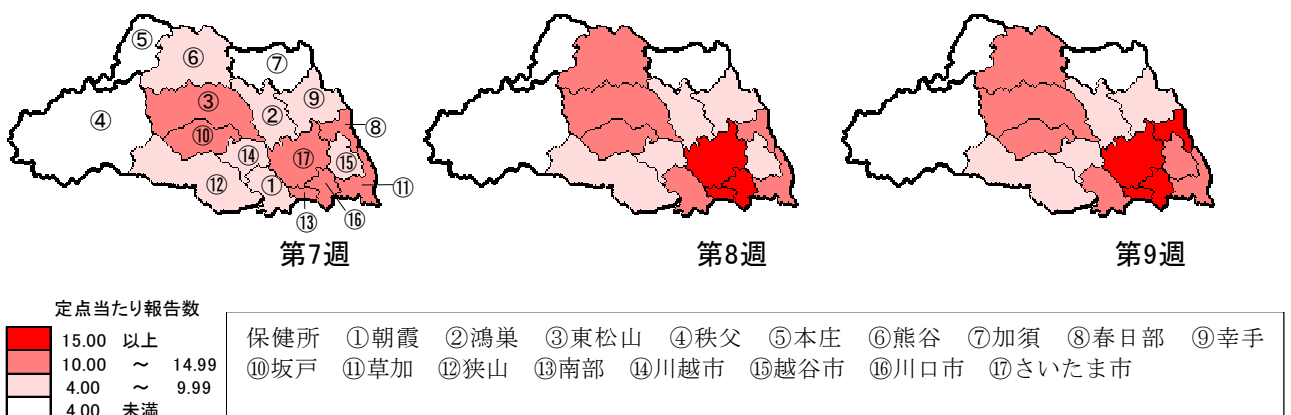 ⑤
⑥
⑦
④
③
②
⑨
⑧
⑩
⑭
⑰
⑮
⑫
①
⑪
⑬
⑯
第7週
第8週
第9週
定点当たり報告数
15.00 以上
10.00 ～ 14.99
4.00 ～ 9.99
4.00 未満
保健所 ①朝霞 ②鴻巣 ③東松山 ④秩父 ⑤本庄 ⑥熊谷 ⑦加須 ⑧春日部 ⑨幸手
⑩坂戸 ⑪草加 ⑫狭山 ⑬南部 ⑭川越市 ⑮越谷市 ⑯川口市 ⑰さいたま市